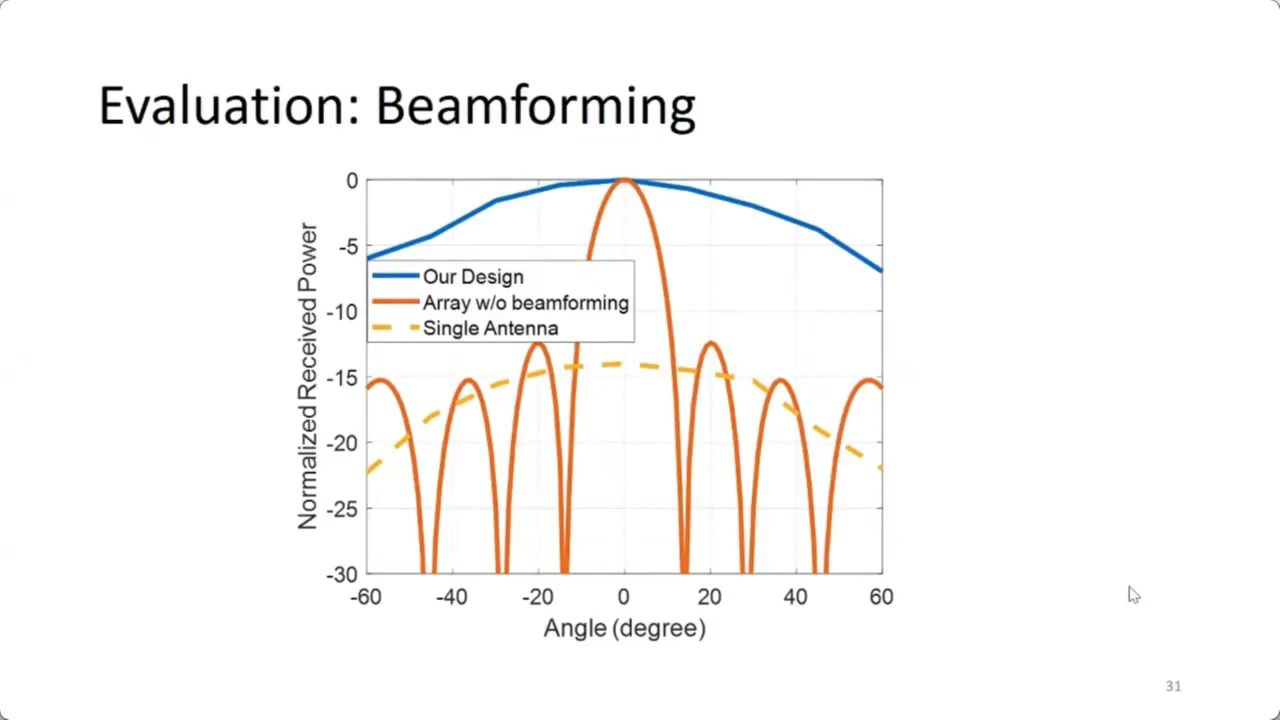 Evaluation: Beamforming
Normalized Received Power
0
-5
-10
-15
-20
-25
-30
Our Design
Array w/o beamforming
Single Antenna
-60 -40 -20 0 20 40 60
Angle (degree)
31